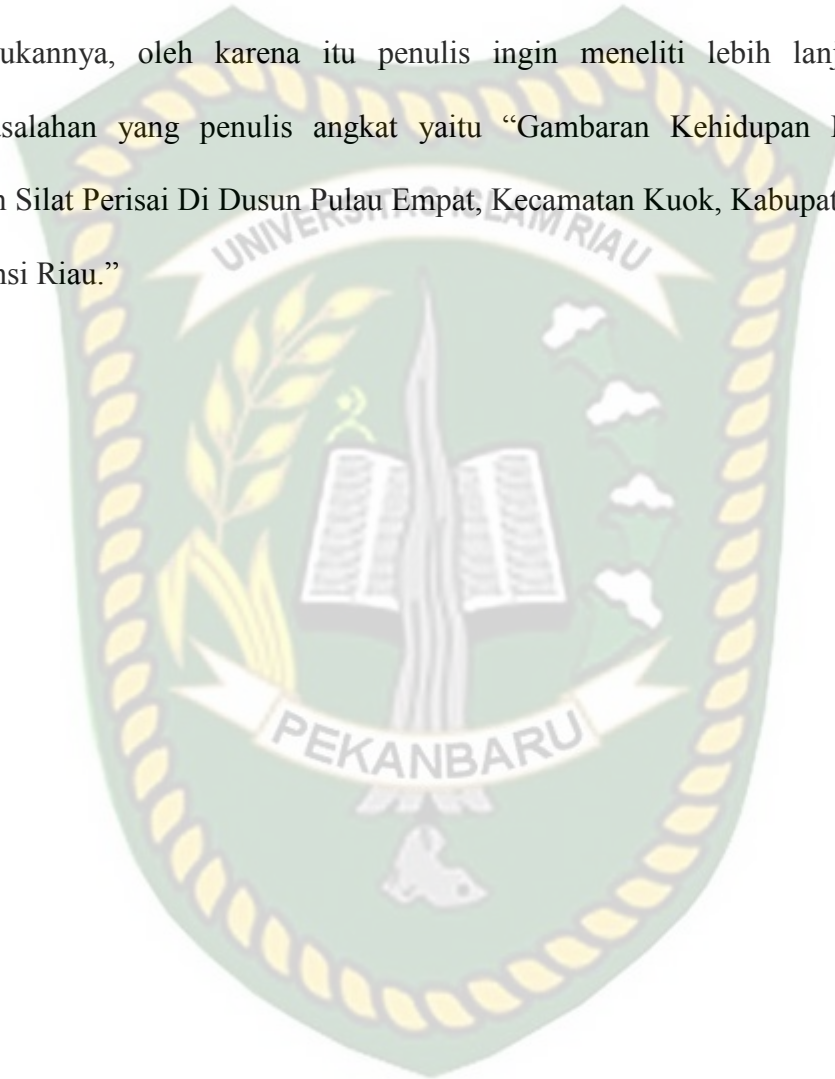 ukannya, oleh karena itu penulis ingin meneliti lebih lanj
salahan yang penulis angkat yaitu “Gambaran Kehidupan
n Silat Perisai Di Dusun Pulau Empat, Kecamatan Kuok, Kabupat
nsi Riau.”
UNIVERSITAS ISLAM RIAU
PEKANBARU